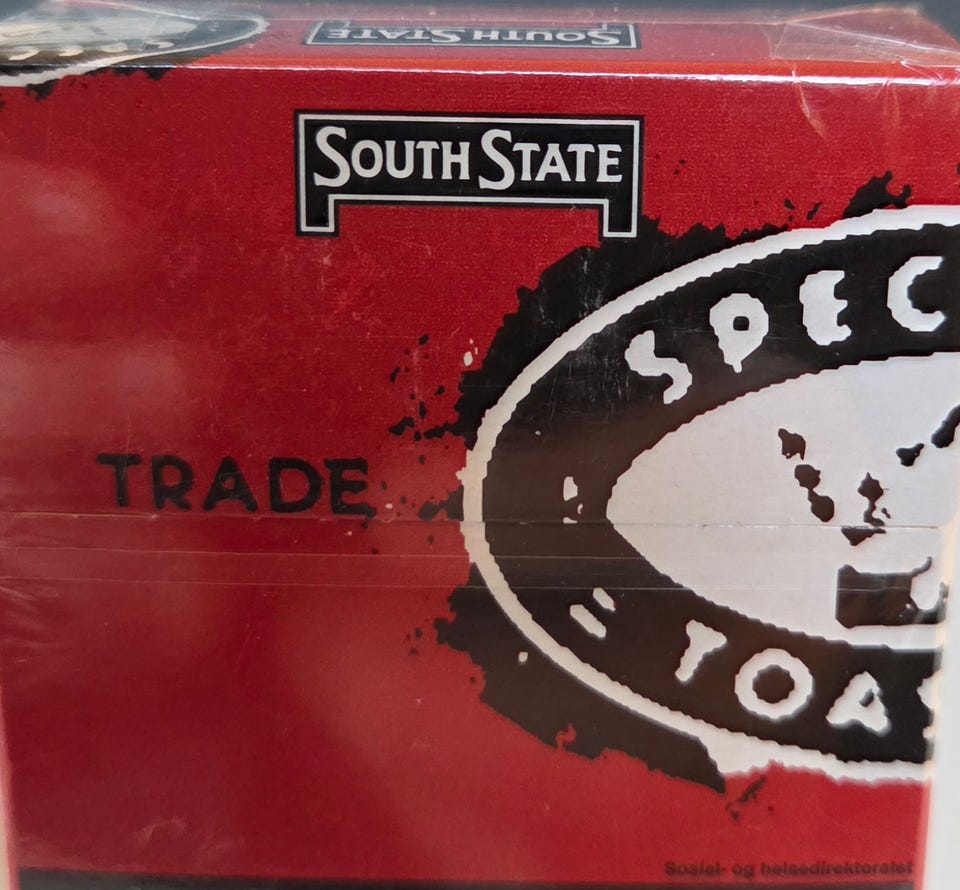 SOUTH STATE
SOUTH STATE
SPEC
TRADE
TOA
Sosial- og helsedirektoratet